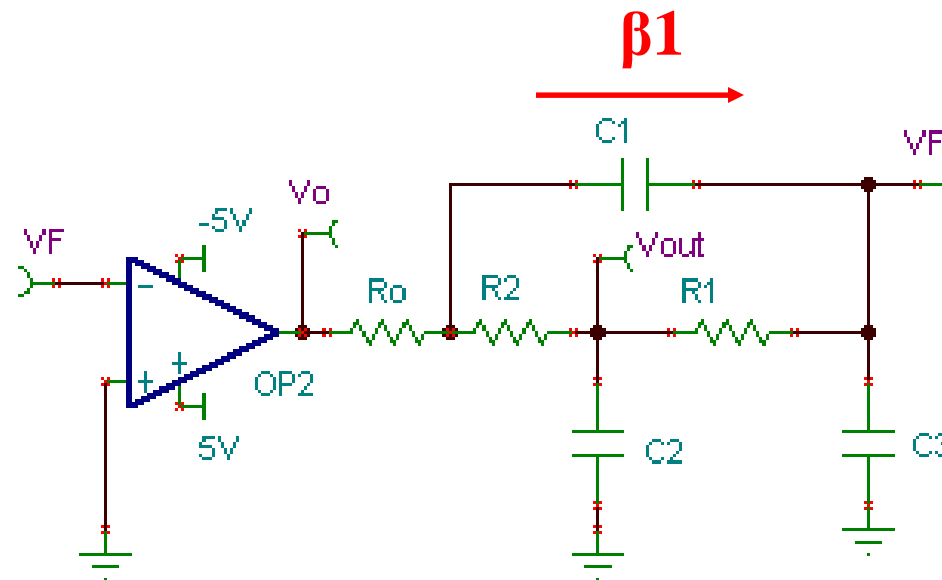 β1
C1
VF
Vo
-5V
VF
Vout
Ro
R2
R1
-
+
+
OP2
5V
C2
C3